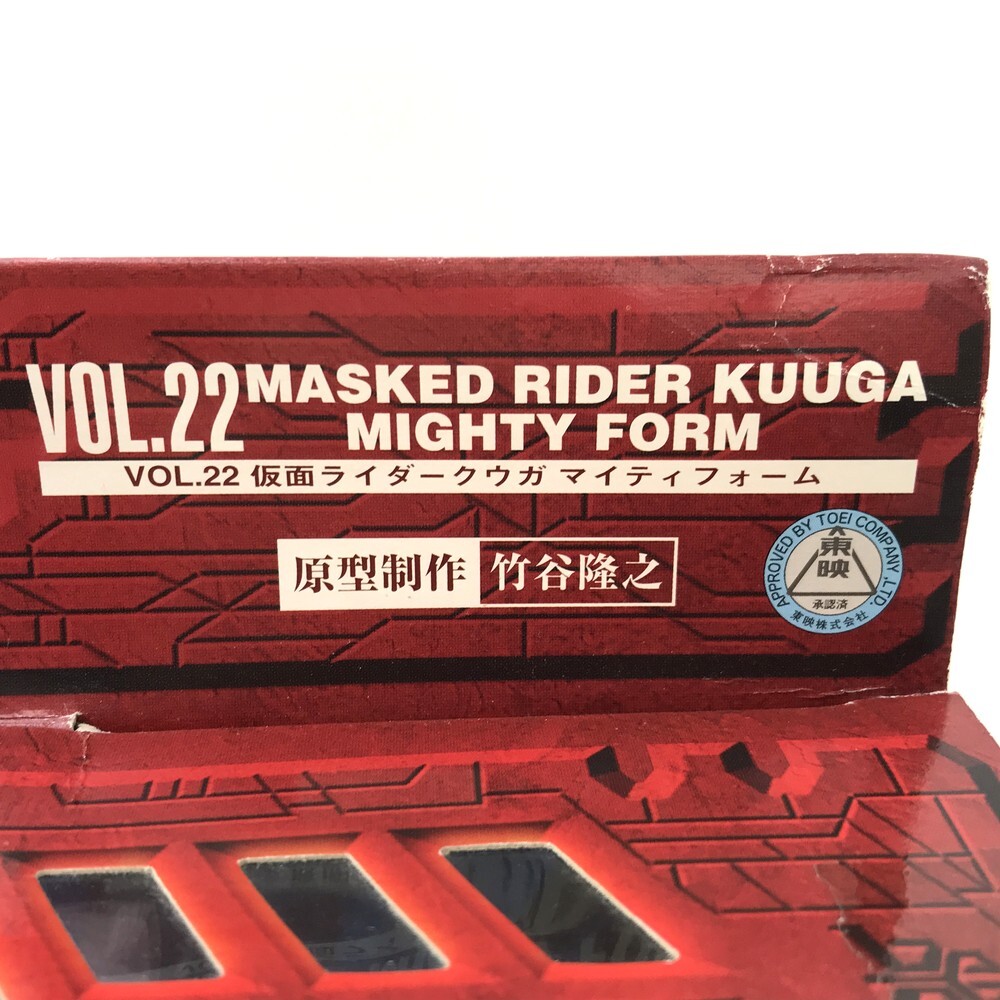 VOL.22 MASKED RIDER KUUGA
MIGHTY FORM
VOL.22 仮面ライダークウガ マイティフォーム
原型制作 竹谷隆之
APPROVED BY TOEI COMPANY, LTD.
東映
承認済
東映株式会社